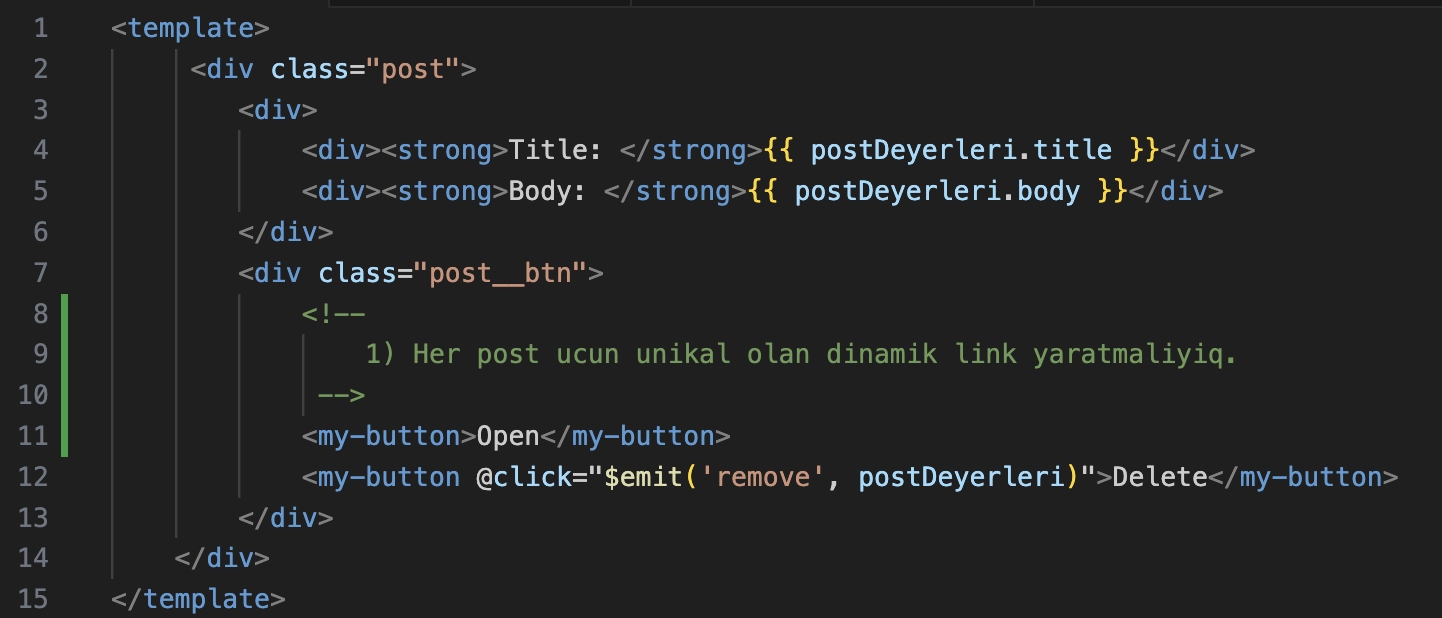 1 <template>
2 <div class="post">
3 <div>
4 <div><strong>Title: </strong>{{ postDeyerleri.title }}</div>
5 <div><strong>Body: </strong>{{ postDeyerleri.body }}</div>
6 </div>
7 <div class="post__btn">
8 <!--
9 1) Her post ucun unikal olan dinamik link yaratmaliyiq.
10 -->
11 <my-button>Open</my-button>
12 <my-button @click="$emit('remove', postDeyerleri)">Delete</my-button>
13 </div>
14 </div>
15 </template>